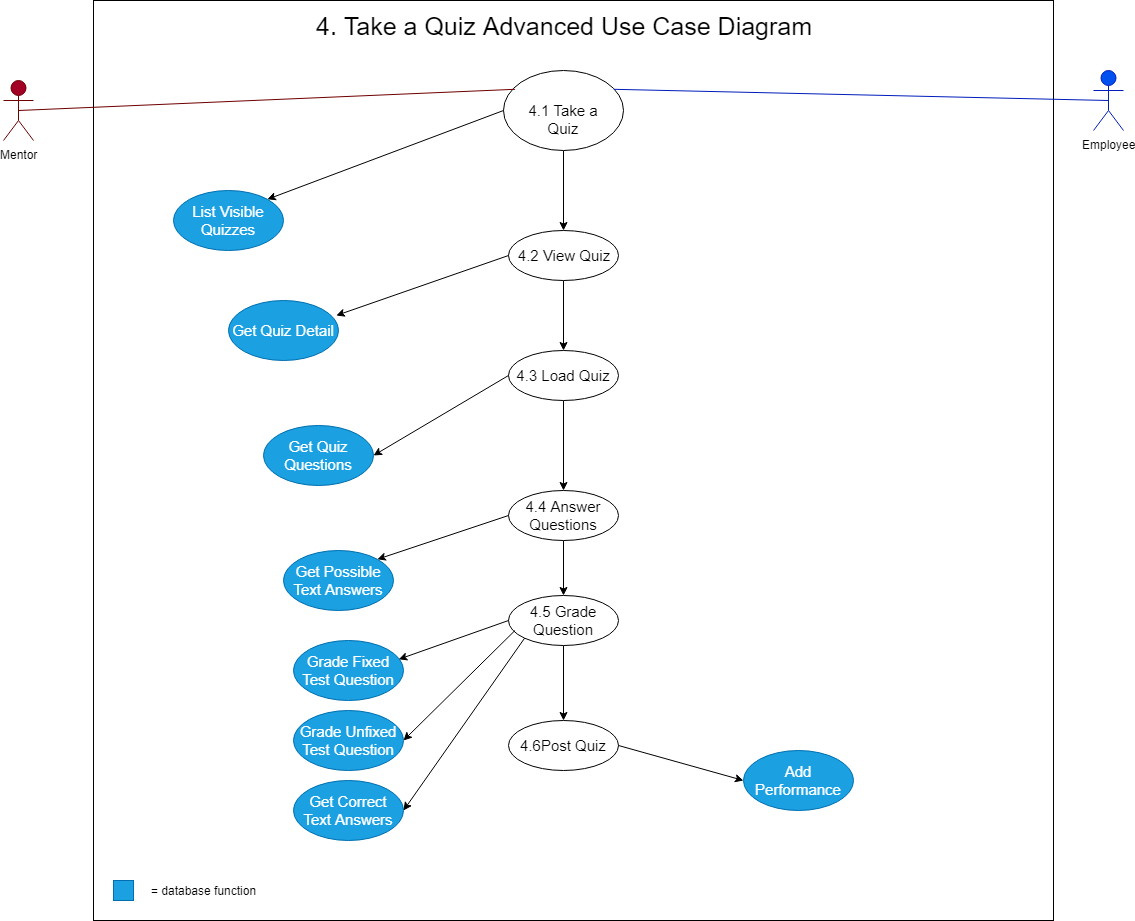 4. Take a Quiz Advanced Use Case Diagram
Mentor
Employee
4.1 Take a
Quiz
List Visible
Quizzes
4.2 View Quiz
Get Quiz Detail
4.3 Load Quiz
Get Quiz
Questions
4.4 Answer
Questions
Get Possible
Text Answers
4.5 Grade
Question
Grade Fixed
Test Question
Grade Unfixed
Test Question
4.6Post Quiz
Add
Performance
Get Correct
Text Answers
= database function